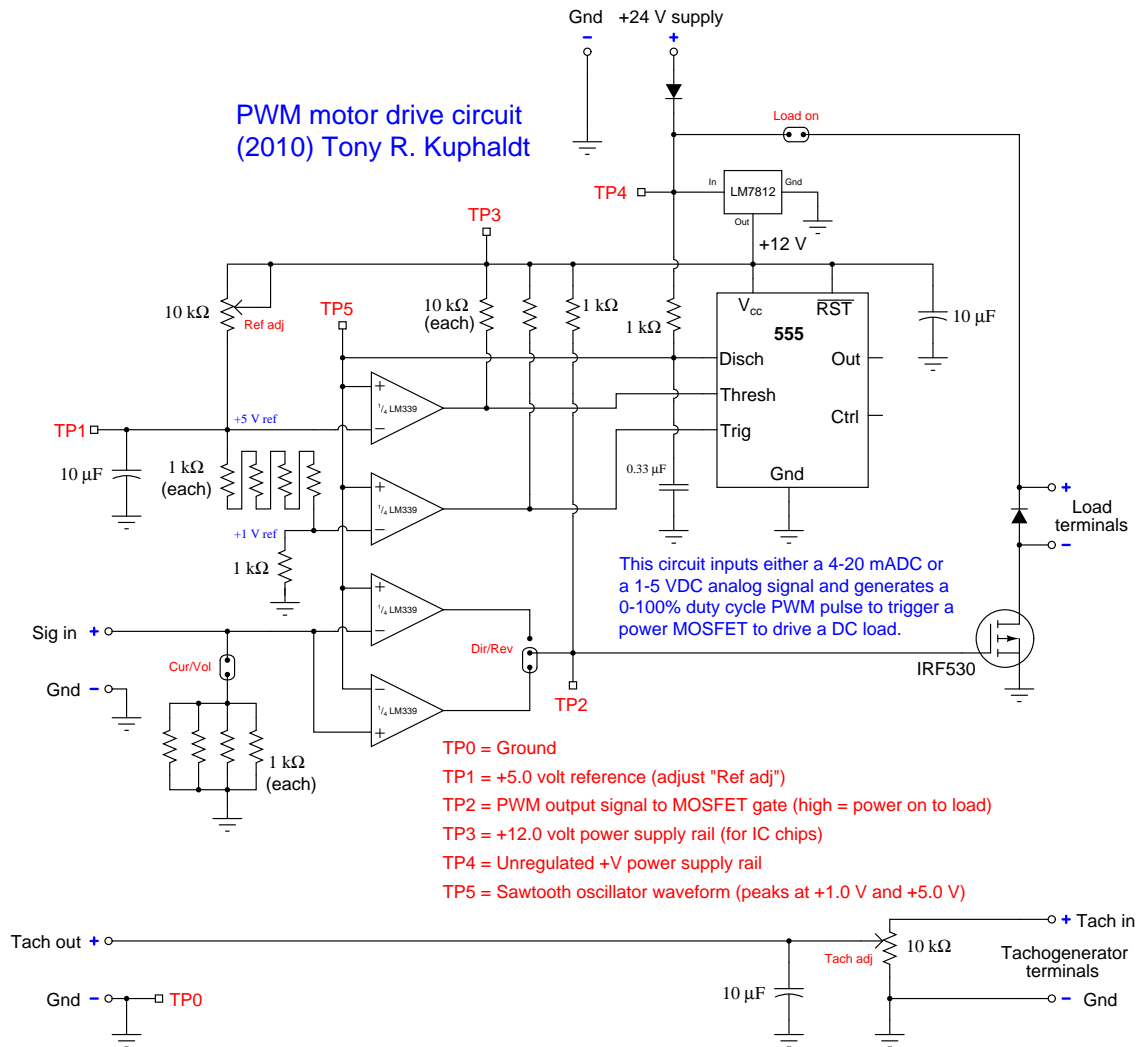 Gnd +24 V supply
- +
PWM motor drive circuit
(2010) Tony R. Kuphaldt
Load on
TP4
In LM7812 Gnd
Out
TP3
+12 V
10 kΩ
Ref adj
TP5
10 kΩ
(each)
1 kΩ
1 kΩ
Vcc RST
555
Disch Out
Thresh
Ctrl
Trig
Gnd
10 µF
+
1/4 LM339
-
TP1
+5 V ref
10 µF
1 kΩ
(each)
0.33 µF
+
1/4 LM339
-
+1 V ref
1 kΩ
+
Load
terminals
-
This circuit inputs either a 4-20 mADC or
a 1-5 VDC analog signal and generates a
0-100% duty cycle PWM pulse to trigger a
power MOSFET to drive a DC load.
+
1/4 LM339
-
Sig in +
Cur/Vol
Dir/Rev
IRF530
Gnd -
-
1/4 LM339
+
TP2
1 kΩ
(each)
TP0 = Ground
TP1 = +5.0 volt reference (adjust "Ref adj")
TP2 = PWM output signal to MOSFET gate (high = power on to load)
TP3 = +12.0 volt power supply rail (for IC chips)
TP4 = Unregulated +V power supply rail
TP5 = Sawtooth oscillator waveform (peaks at +1.0 V and +5.0 V)
Tach out +
+ Tach in
10 kΩ
Tach adj
Tachogenerator
terminals
Gnd -
TP0
10 µF
- Gnd